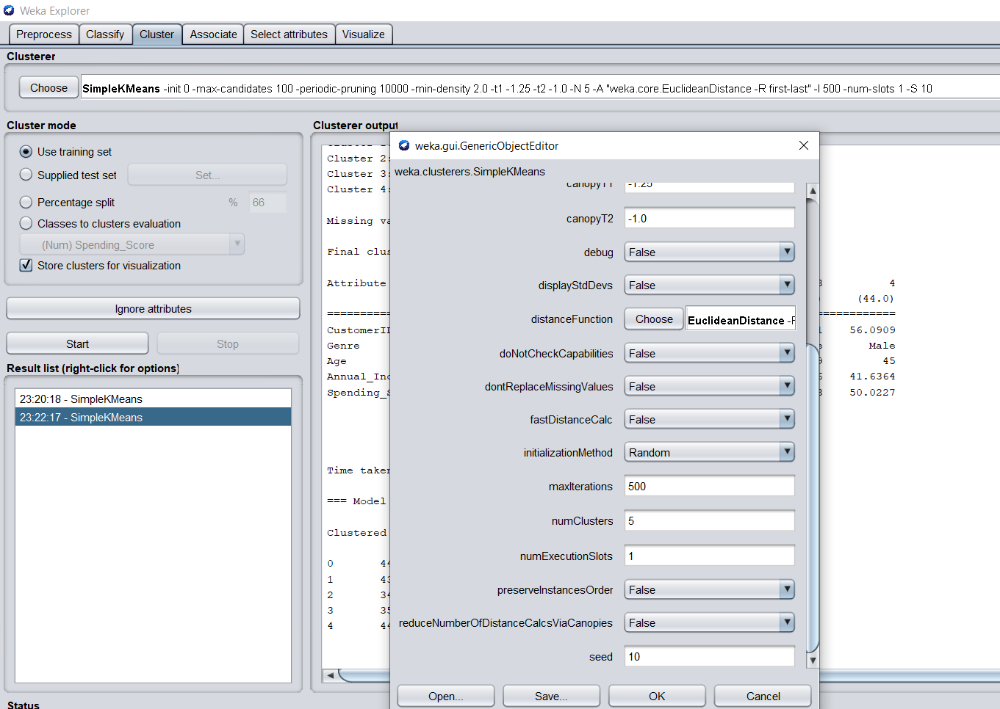 Weka Explorer
Preprocess Classify Cluster Associate Select attributes Visualize
Clusterer
Choose SimpleKMeans -init 0 -max-candidates 100 -periodic-pruning 10000 -min-density 2.0 -t1 -1.25 -t2 -1.0 -N 5 -A "weka.core.EuclideanDistance -R first-last" -I 500 -num-slots 1 -S 10
Cluster mode
Use training set
Supplied test set Set...
Percentage split % 66
Classes to clusters evaluation
(Num) Spending_Score
Store clusters for visualization
Ignore attributes
Start Stop
Result list (right-click for options)
23:20:18 - SimpleKMeans
23:22:17 - SimpleKMeans
Status
Clusterer output
Cluster 2:
Cluster 3:
Cluster 4:
Missing va
Final clus
Attribute 4
(44.0)
CustomerID 56.0909
Genre Male
Age 45
Annual_Inc 41.6364
Spending_S 50.0227
Time taken
=== Model
Clustered
0 44
1 43
2 34
3 35
4 44
weka.gui.GenericObjectEditor
weka.clusterers.SimpleKMeans
canopyT1 -1.25
canopyT2 -1.0
debug False
displayStdDevs False
distanceFunction Choose EuclideanDistance -R
doNotCheckCapabilities False
dontReplaceMissingValues False
fastDistanceCalc False
initializationMethod Random
maxIterations 500
numClusters 5
numExecutionSlots 1
preserveInstancesOrder False
reduceNumberOfDistanceCalcsViaCanopies False
seed 10
Open... Save... OK Cancel